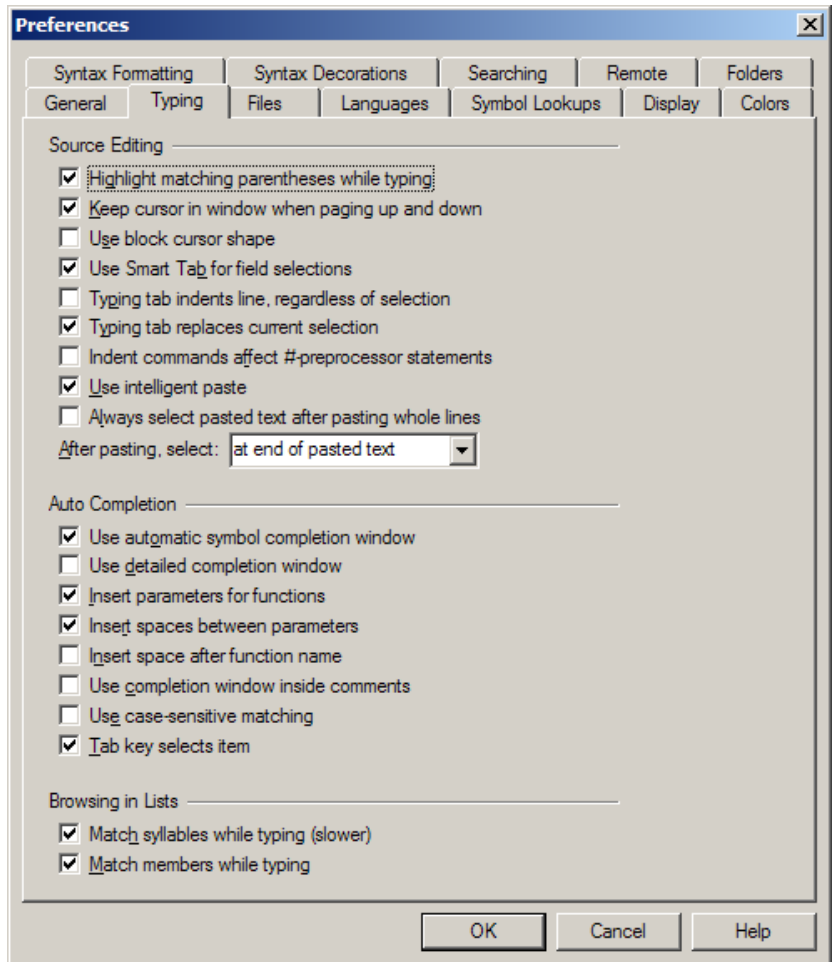 Preferences
Syntax Formatting Syntax Decorations Searching Remote Folders
General Typing Files Languages Symbol Lookups Display Colors
Source Editing
Highlight matching parentheses while typing
Keep cursor in window when paging up and down
Use block cursor shape
Use Smart Tab for field selections
Typing tab indents line, regardless of selection
Typing tab replaces current selection
Indent commands affect #-preprocessor statements
Use intelligent paste
Always select pasted text after pasting whole lines
After pasting, select: at end of pasted text
Auto Completion
Use automatic symbol completion window
Use detailed completion window
Insert parameters for functions
Insert spaces between parameters
Insert space after function name
Use completion window inside comments
Use case-sensitive matching
Tab key selects item
Browsing in Lists
Match syllables while typing (slower)
Match members while typing
OK Cancel Help